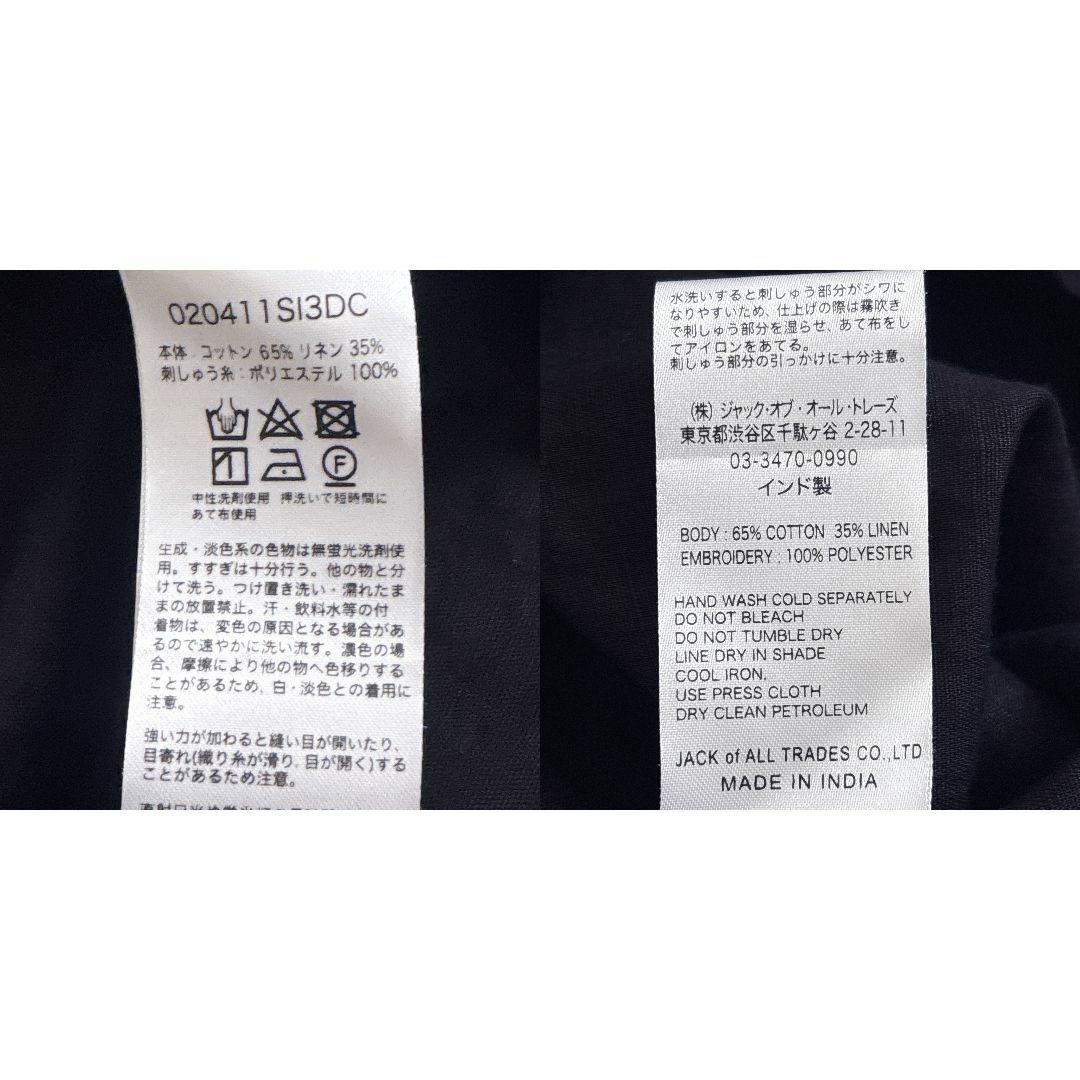 020411SI3DC
本体：コットン 65% リネン 35%
刺しゅう糸：ポリエステル 100%
F
中性洗剤使用 押洗いで短時間に
あて布使用
生成・淡色系の色物は無蛍光洗剤使
用。すすぎは十分行う。他の物と分
けて洗う。つけ置き洗い・濡れたま
まの放置禁止。汗・飲料水等の付
着物は、変色の原因となる場合があ
るので速やかに洗い流す。濃色の場
合、摩擦により他の物へ色移りする
ことがあるため、白・淡色との着用に
注意。
強い力が加わると縫い目が開いたり、
目寄れ(織り糸が滑り、目が開く)する
ことがあるため注意。
水洗いすると刺しゅう部分がシワに
なりやすいため、仕上げの際は霧吹き
で刺しゅう部分を湿らせ、あて布をし
てアイロンをあてる。
刺しゅう部分の引っかけに十分注意。
（株）ジャック・オブ・オール・トレーズ
東京都渋谷区千駄ヶ谷 2-28-11
03-3470-0990
インド製
BODY : 65% COTTON 35% LINEN
EMBROIDERY : 100% POLYESTER
HAND WASH COLD SEPARATELY
DO NOT BLEACH
DO NOT TUMBLE DRY
LINE DRY IN SHADE
COOL IRON,
USE PRESS CLOTH
DRY CLEAN PETROLEUM
JACK of ALL TRADES CO.,LTD
MADE IN INDIA